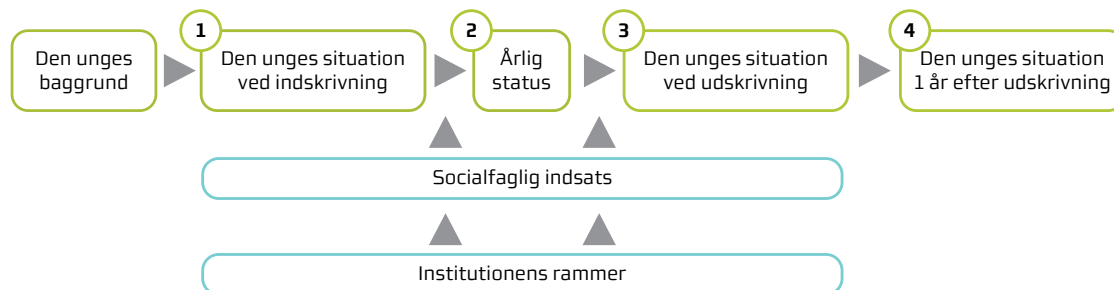 Den unges
baggrund
1
Den unges situation
ved indskrivning
2
Årlig
status
3
Den unges situation
ved udskrivning
4
Den unges situation
1 år efter udskrivning
Socialfaglig indsats
Institutionens rammer